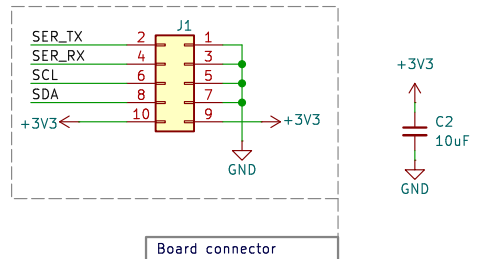 J1
SER_TX 2 1
SER_RX 4 3
SCL 6 5
SDA 8 7
+3V3 10 9 +3V3
GND
+3V3
C2
10uF
GND
Board connector